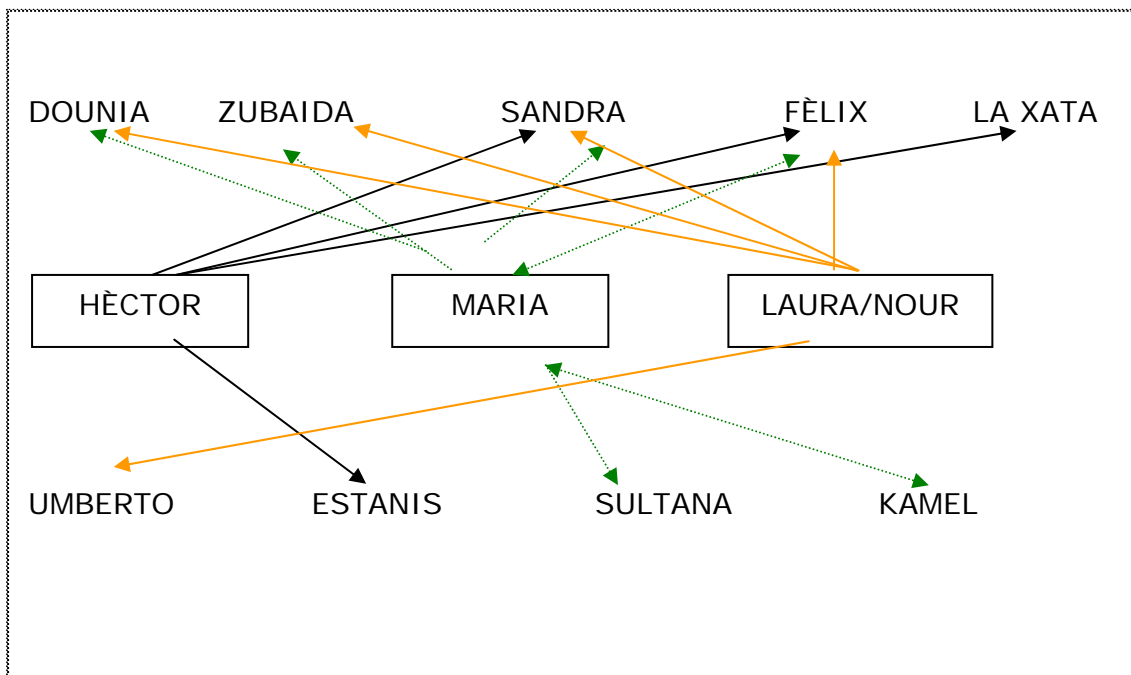 DOUNIA ZUBAIDA SANDRA FÈLIX LA XATA
HÈCTOR MARIA LAURA/NOUR
UMBERTO ESTANIS SULTANA KAMEL